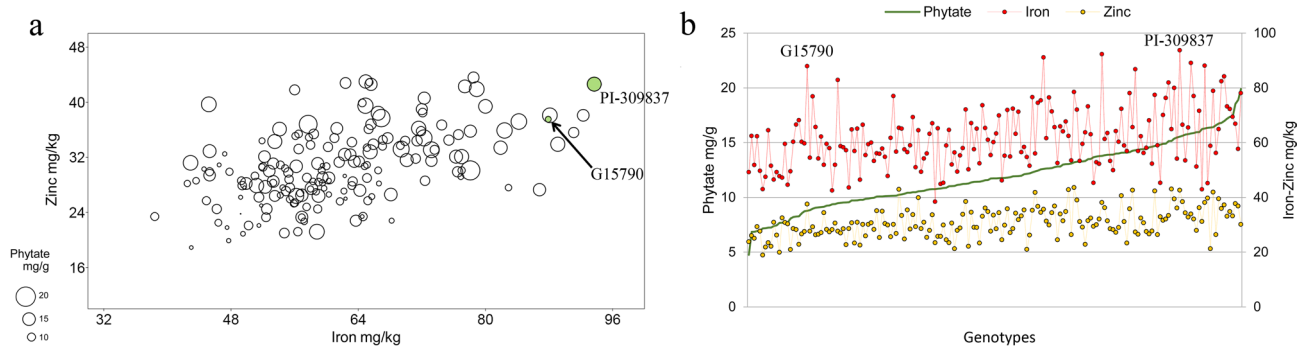 a
Zinc mg/kg
48
40
32
24
16
PI-309837
G15790
Phytate
mg/g
20
15
10
32
48
64
80
96
Iron mg/kg
b
Phytate
Iron
Zinc
G15790
PI-309837
Phytate mg/g
25
20
15
10
5
0
100
80
60
40
20
0
Iron-Zinc mg/kg
Genotypes